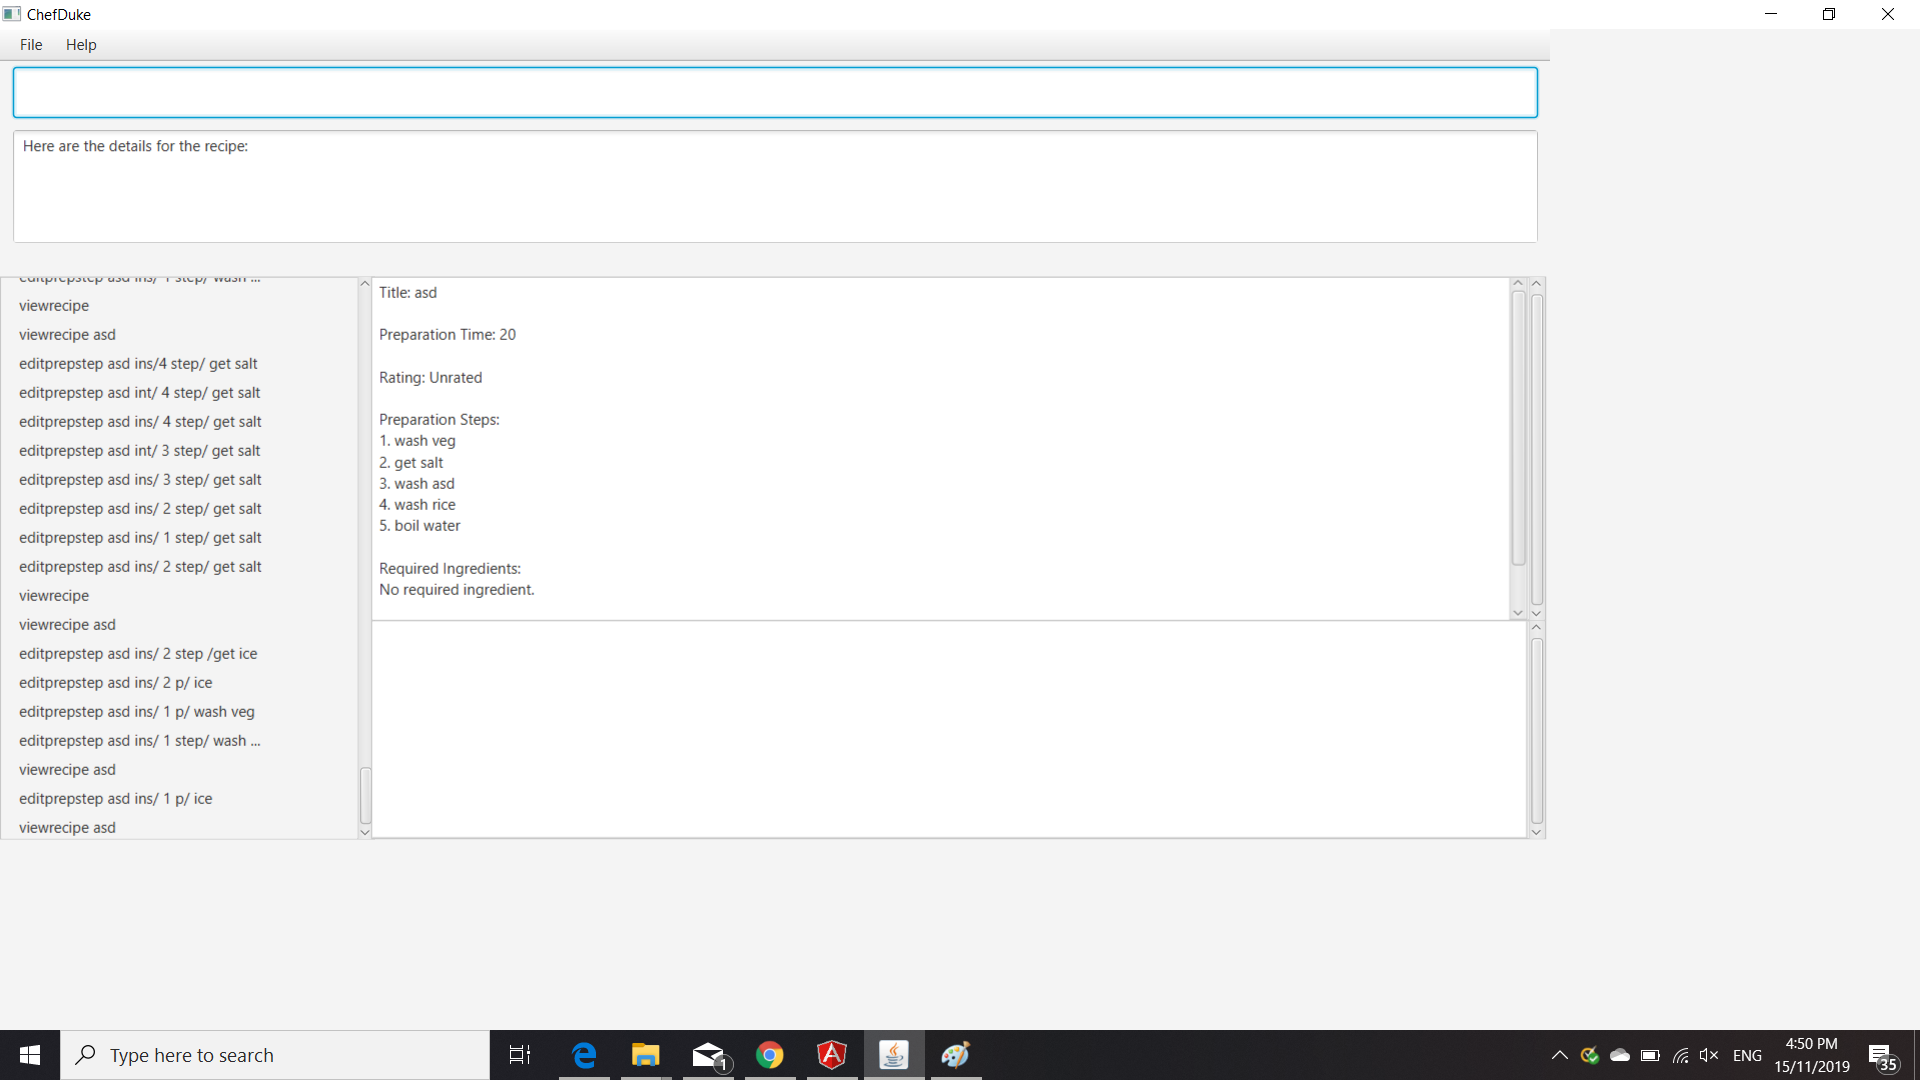 ChefDuke
File Help
Here are the details for the recipe:
editprepstep asd ins/ 1 step/ wash ...
viewrecipe
viewrecipe asd
editprepstep asd ins/4 step/ get salt
editprepstep asd int/ 4 step/ get salt
editprepstep asd ins/ 4 step/ get salt
editprepstep asd int/ 3 step/ get salt
editprepstep asd ins/ 3 step/ get salt
editprepstep asd ins/ 2 step/ get salt
editprepstep asd ins/ 1 step/ get salt
editprepstep asd ins/ 2 step/ get salt
viewrecipe
viewrecipe asd
editprepstep asd ins/ 2 step /get ice
editprepstep asd ins/ 2 p/ ice
editprepstep asd ins/ 1 p/ wash veg
editprepstep asd ins/ 1 step/ wash ...
viewrecipe asd
editprepstep asd ins/ 1 p/ ice
viewrecipe asd
Title: asd
Preparation Time: 20
Rating: Unrated
Preparation Steps:
1. wash veg
2. get salt
3. wash asd
4. wash rice
5. boil water
Required Ingredients:
No required ingredient.
Type here to search
1
ENG
4:50 PM
15/11/2019
35